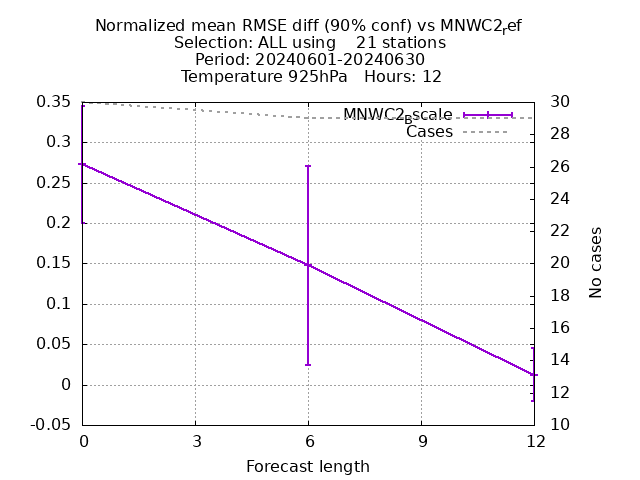 Normalized mean RMSE diff (90% conf) vs MNWC2ref
Selection: ALL using    21 stations
Period: 20240601-20240630
Temperature 925hPa   Hours: 12
MNWC2Bscale
Cases
0.35
0.3
0.25
0.2
0.15
0.1
0.05
0
-0.05
30
28
26
24
22
20
18
16
14
12
10
No cases
0 3 6 9 12
Forecast length